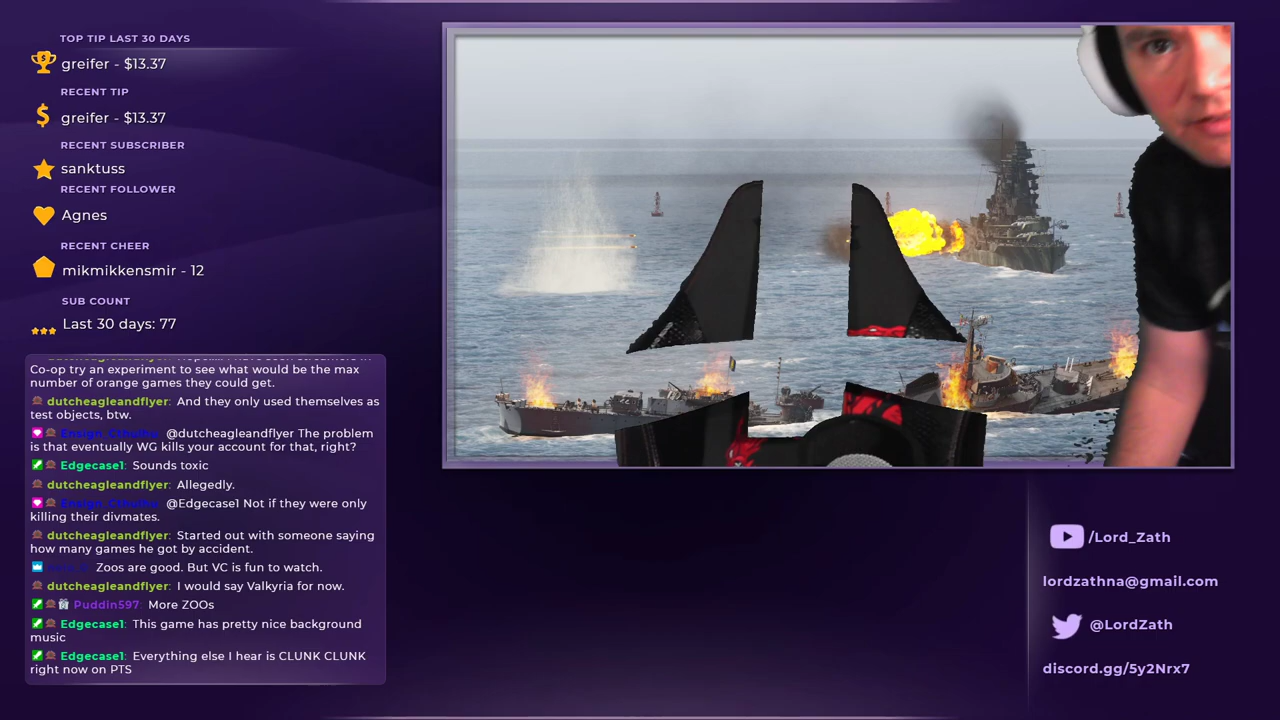 TOP TIP LAST 30 DAYS
greifer - $13.37
RECENT TIP
greifer - $13.37
RECENT SUBSCRIBER
sanktuss
RECENT FOLLOWER
Agnes
RECENT CHEER
mikmikkensmir - 12
SUB COUNT
Last 30 days: 77
Co-op try an experiment to see what would be the max
number of orange games they could get.
dutcheagleandflyer: And they only used themselves as
test objects, btw.
Ensign_Cthulhu: @dutcheagleandflyer The problem
is that eventually WG kills your account for that, right?
Edgecase1: Sounds toxic
dutcheagleandflyer: Allegedly.
Ensign_Cthulhu: @Edgecase1 Not if they were only
killing their divmates.
dutcheagleandflyer: Started out with someone saying
how many games he got by accident.
Zoos are good. But VC is fun to watch.
dutcheagleandflyer: I would say Valkyria for now.
Puddin597: More ZOOs
Edgecase1: This game has pretty nice background
music
Edgecase1: Everything else I hear is CLUNK CLUNK
right now on PTS
/Lord_Zath
lordzathna@gmail.com
@LordZath
discord.gg/5y2Nrx7